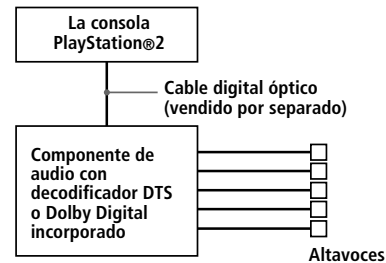 La consola
PlayStation®2
Cable digital óptico
(vendido por separado)
Componente de
audio con
decodificador DTS
o Dolby Digital
incorporado
Altavoces